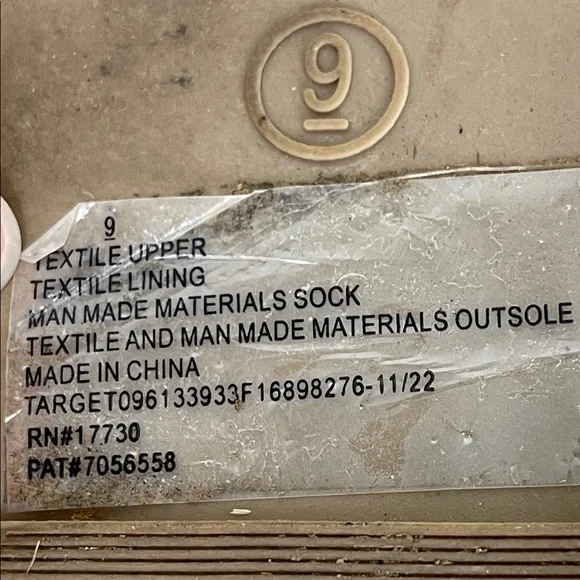 9
9
TEXTILE UPPER
TEXTILE LINING
MAN MADE MATERIALS SOCK
TEXTILE AND MAN MADE MATERIALS OUTSOLE
MADE IN CHINA
TARGET096133933F16898276-11/22
RN#17730
PAT#7056558